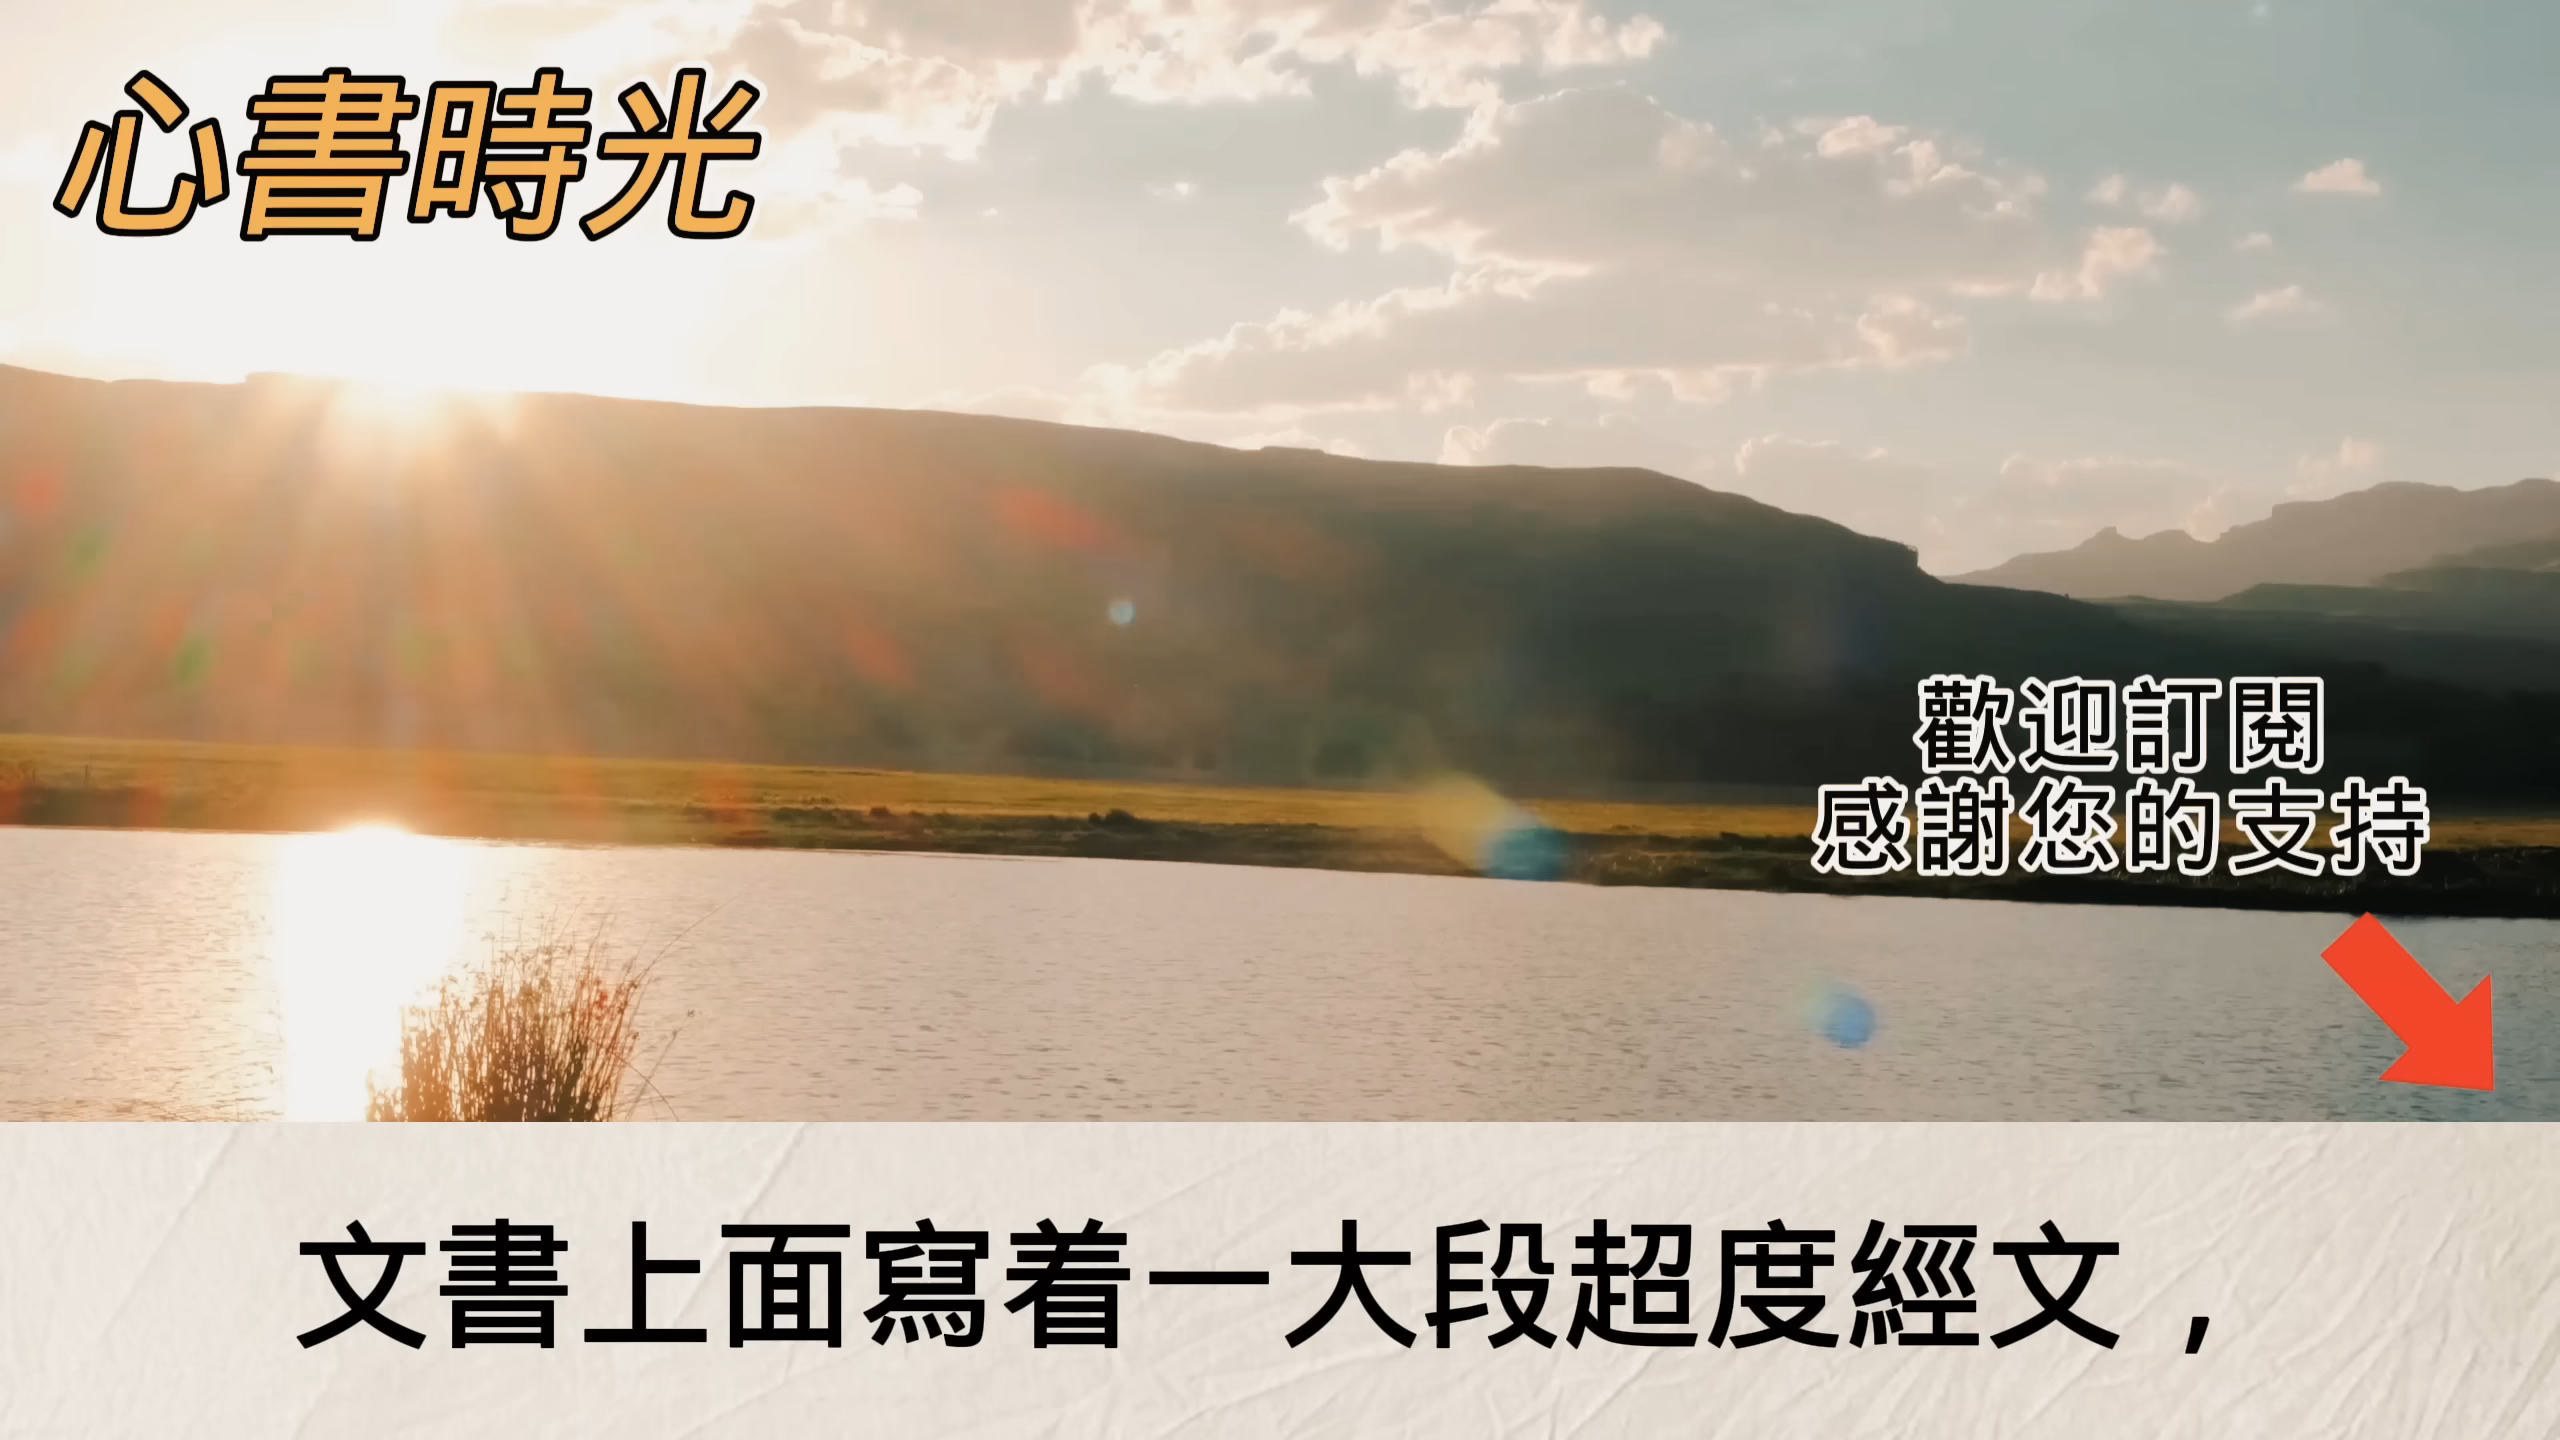 心書時光
歡迎訂閱
感謝您的支持
文書上面寫着一大段超度經文，